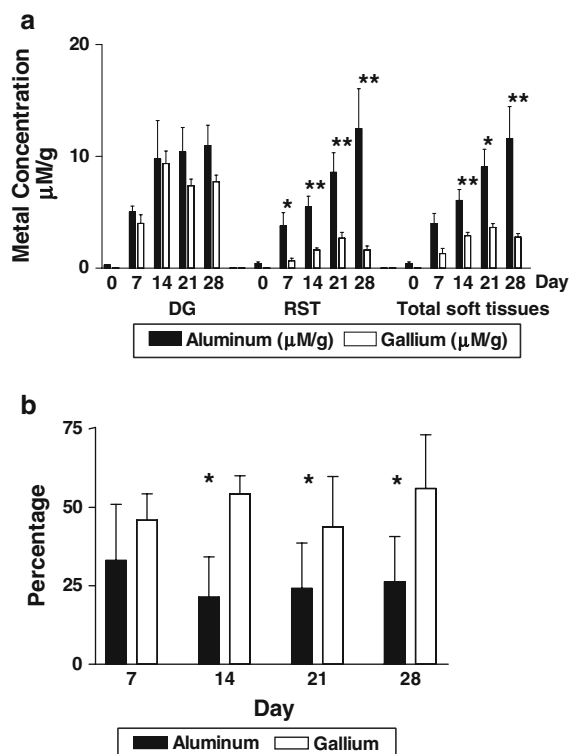 a
Metal Concentration
μM/g
20
10
0
** 
** 
** 
* 
** 
* 
**
0 7 14 21 28 0 7 14 21 28 0 7 14 21 28 Day
DG RST Total soft tissues
Aluminum (μM/g) Gallium (μM/g)
b
Percentage
75
50
25
0
* * *
7 14 21 28
Day
Aluminum Gallium